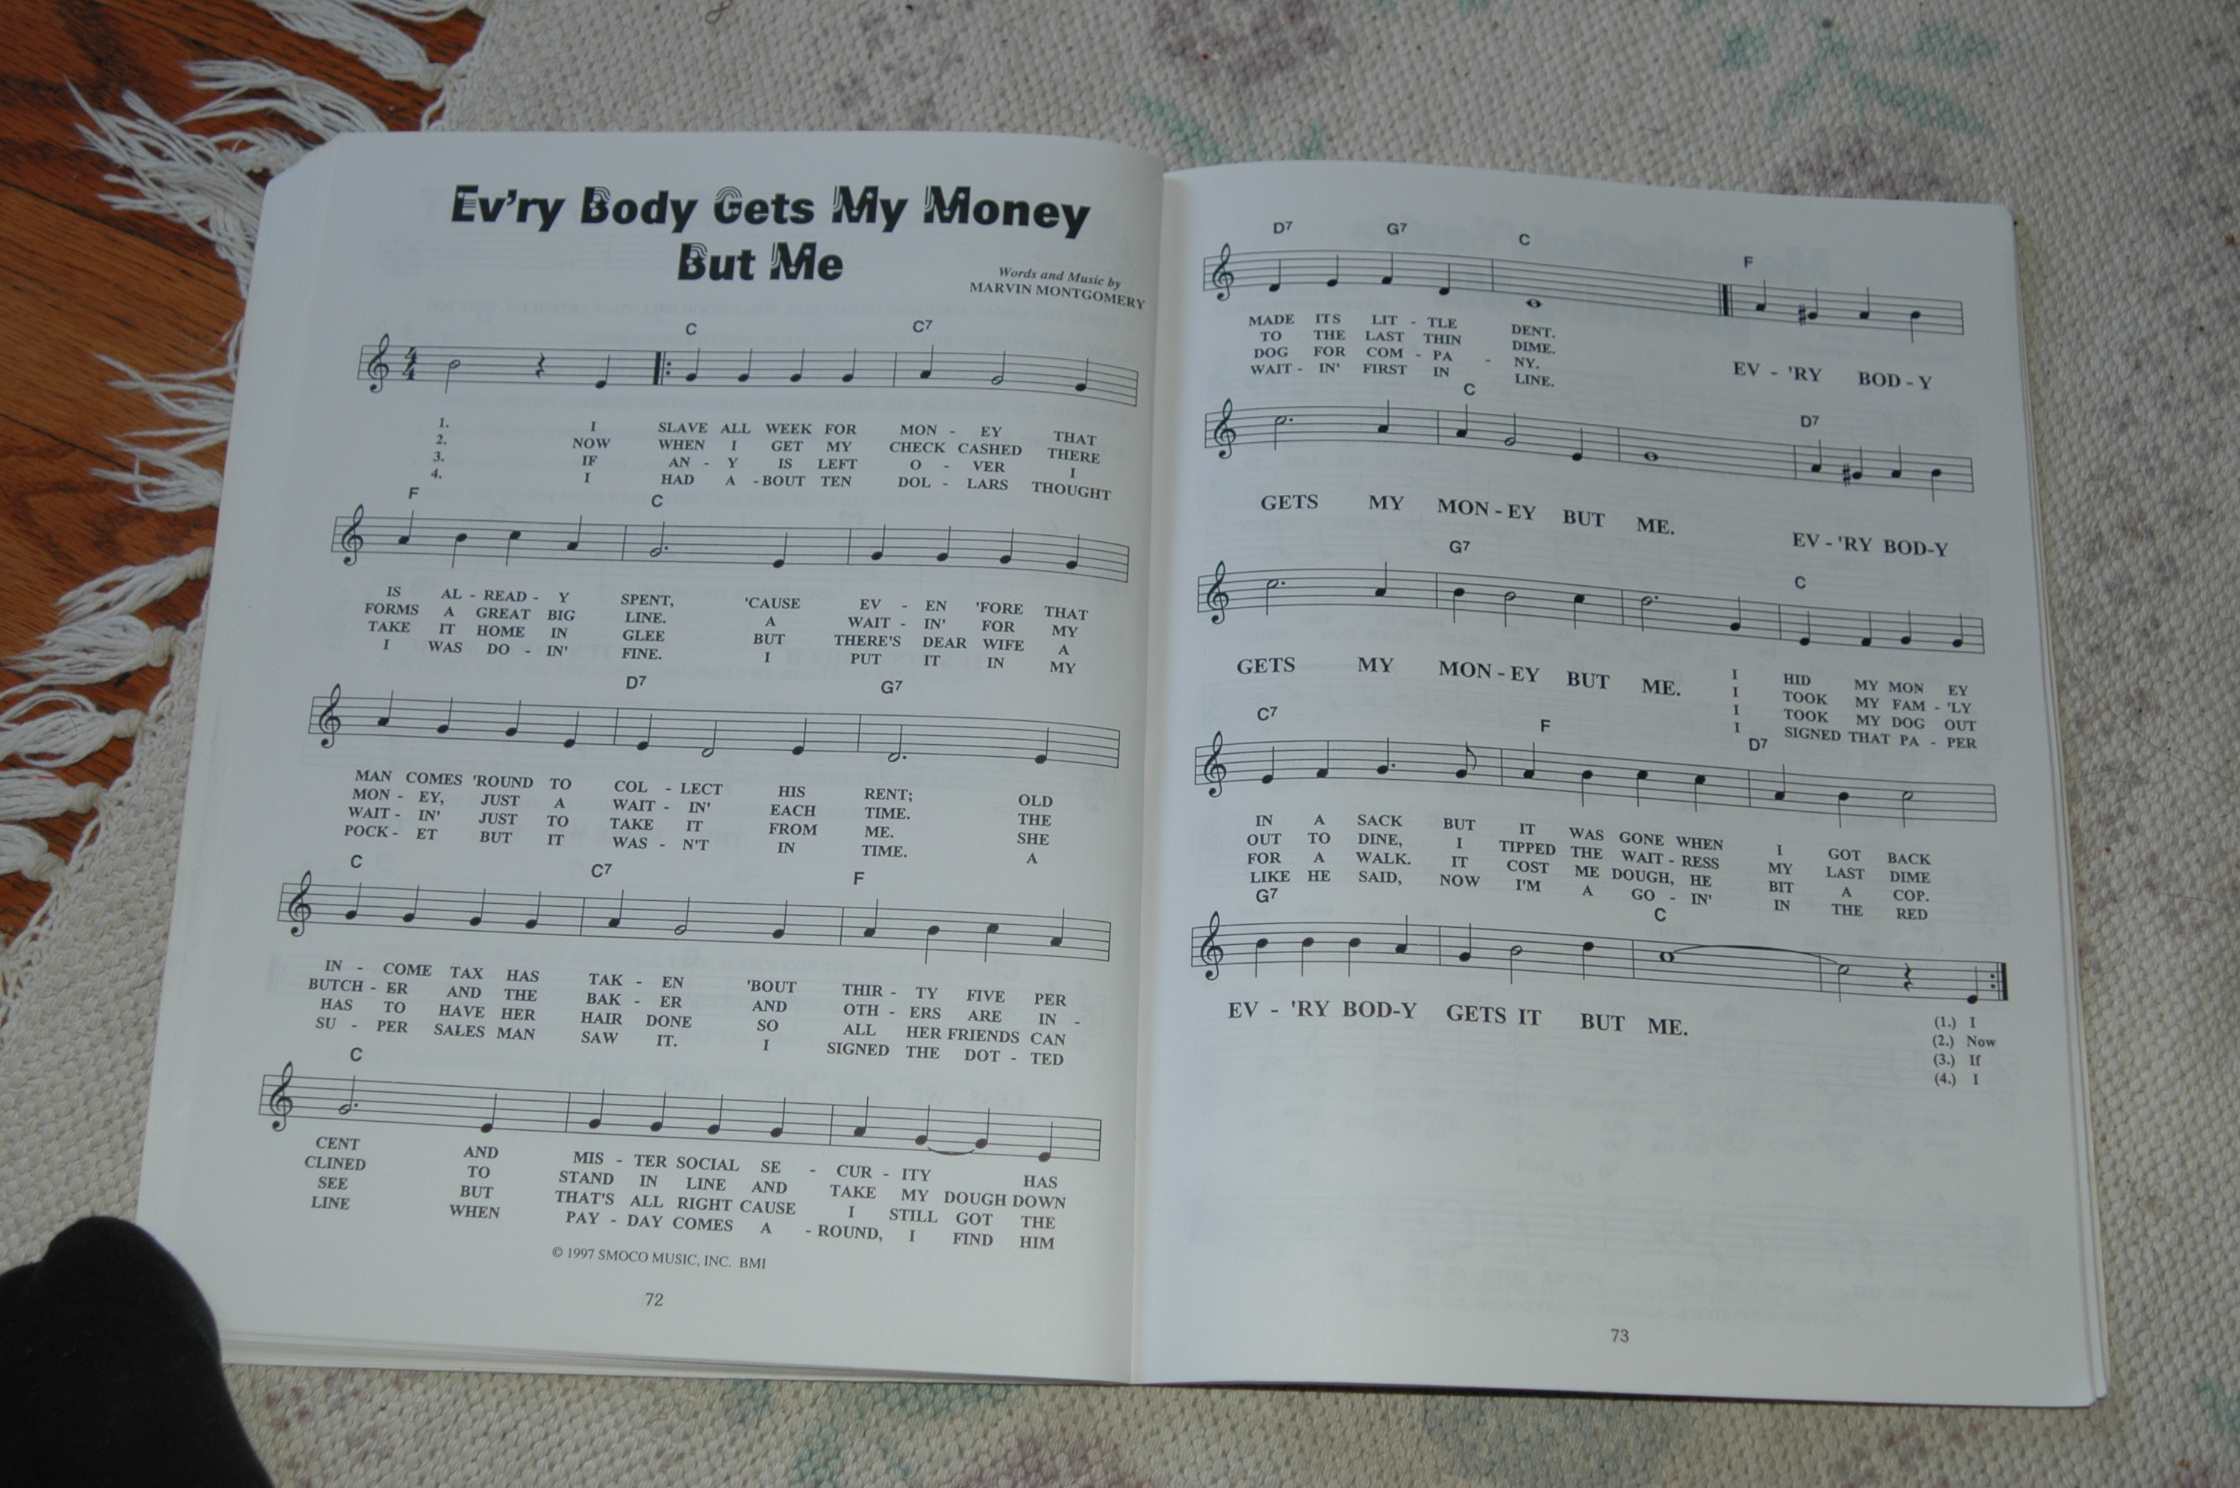 Ev'ry Body Gets My Money
But Me
Words and Music by
MARVIN MONTGOMERY
C C7
4
4
1. I SLAVE ALL WEEK FOR MON - EY THAT
2. NOW WHEN I GET MY CHECK CASHED THERE
3. IF AN - Y IS LEFT O - VER I
4. I HAD A - BOUT TEN DOL - LARS THOUGHT
F C
IS AL - READ - Y SPENT, 'CAUSE EV - EN 'FORE THAT
FORMS A GREAT BIG LINE. A WAIT - IN' FOR MY
TAKE IT HOME IN GLEE BUT THERE'S DEAR WIFE A
I WAS DO - IN' FINE. I PUT IT IN MY
D7 G7
MAN COMES 'ROUND TO COL - LECT HIS RENT; OLD
MON - EY, JUST A WAIT - IN' EACH TIME. THE
WAIT - IN' JUST TO TAKE IT FROM ME. SHE
POCK - ET BUT IT WAS - N'T IN TIME. A
C C7 F
IN - COME TAX HAS TAK - EN 'BOUT THIR - TY FIVE PER
BUTCH - ER AND THE BAK - ER AND OTH - ERS ARE IN -
HAS TO HAVE HER HAIR DONE SO ALL HER FRIENDS CAN
SU - PER SALES MAN SAW IT. I SIGNED THE DOT - TED
C
CENT AND MIS - TER SOCIAL SE - CUR - ITY HAS
CLINED TO STAND IN LINE AND TAKE MY DOUGH DOWN
SEE BUT THAT'S ALL RIGHT CAUSE I STILL GOT THE
LINE WHEN PAY - DAY COMES A - ROUND, I FIND HIM
© 1997 SMOCO MUSIC, INC. BMI
72
D7 G7 C F
MADE ITS LIT - TLE DENT.
TO THE LAST THIN DIME.
DOG FOR COM - PA - NY.
WAIT - IN' FIRST IN LINE.
EV - 'RY BOD - Y
C D7
GETS MY MON - EY BUT ME. EV - 'RY BOD-Y
G7 C
GETS MY MON - EY BUT ME.
I HID MY MON EY
I TOOK MY FAM - 'LY
I TOOK MY DOG OUT
I SIGNED THAT PA - PER
C7 F D7
IN A SACK BUT IT WAS GONE WHEN I GOT BACK
OUT TO DINE, I TIPPED THE WAIT - RESS MY LAST DIME
FOR A WALK. IT COST ME DOUGH, HE BIT A COP.
LIKE HE SAID, NOW I'M A GO - IN' IN THE RED
G7 C
EV - 'RY BOD-Y GETS IT BUT ME.
(1.) I
(2.) Now
(3.) If
(4.) I
73